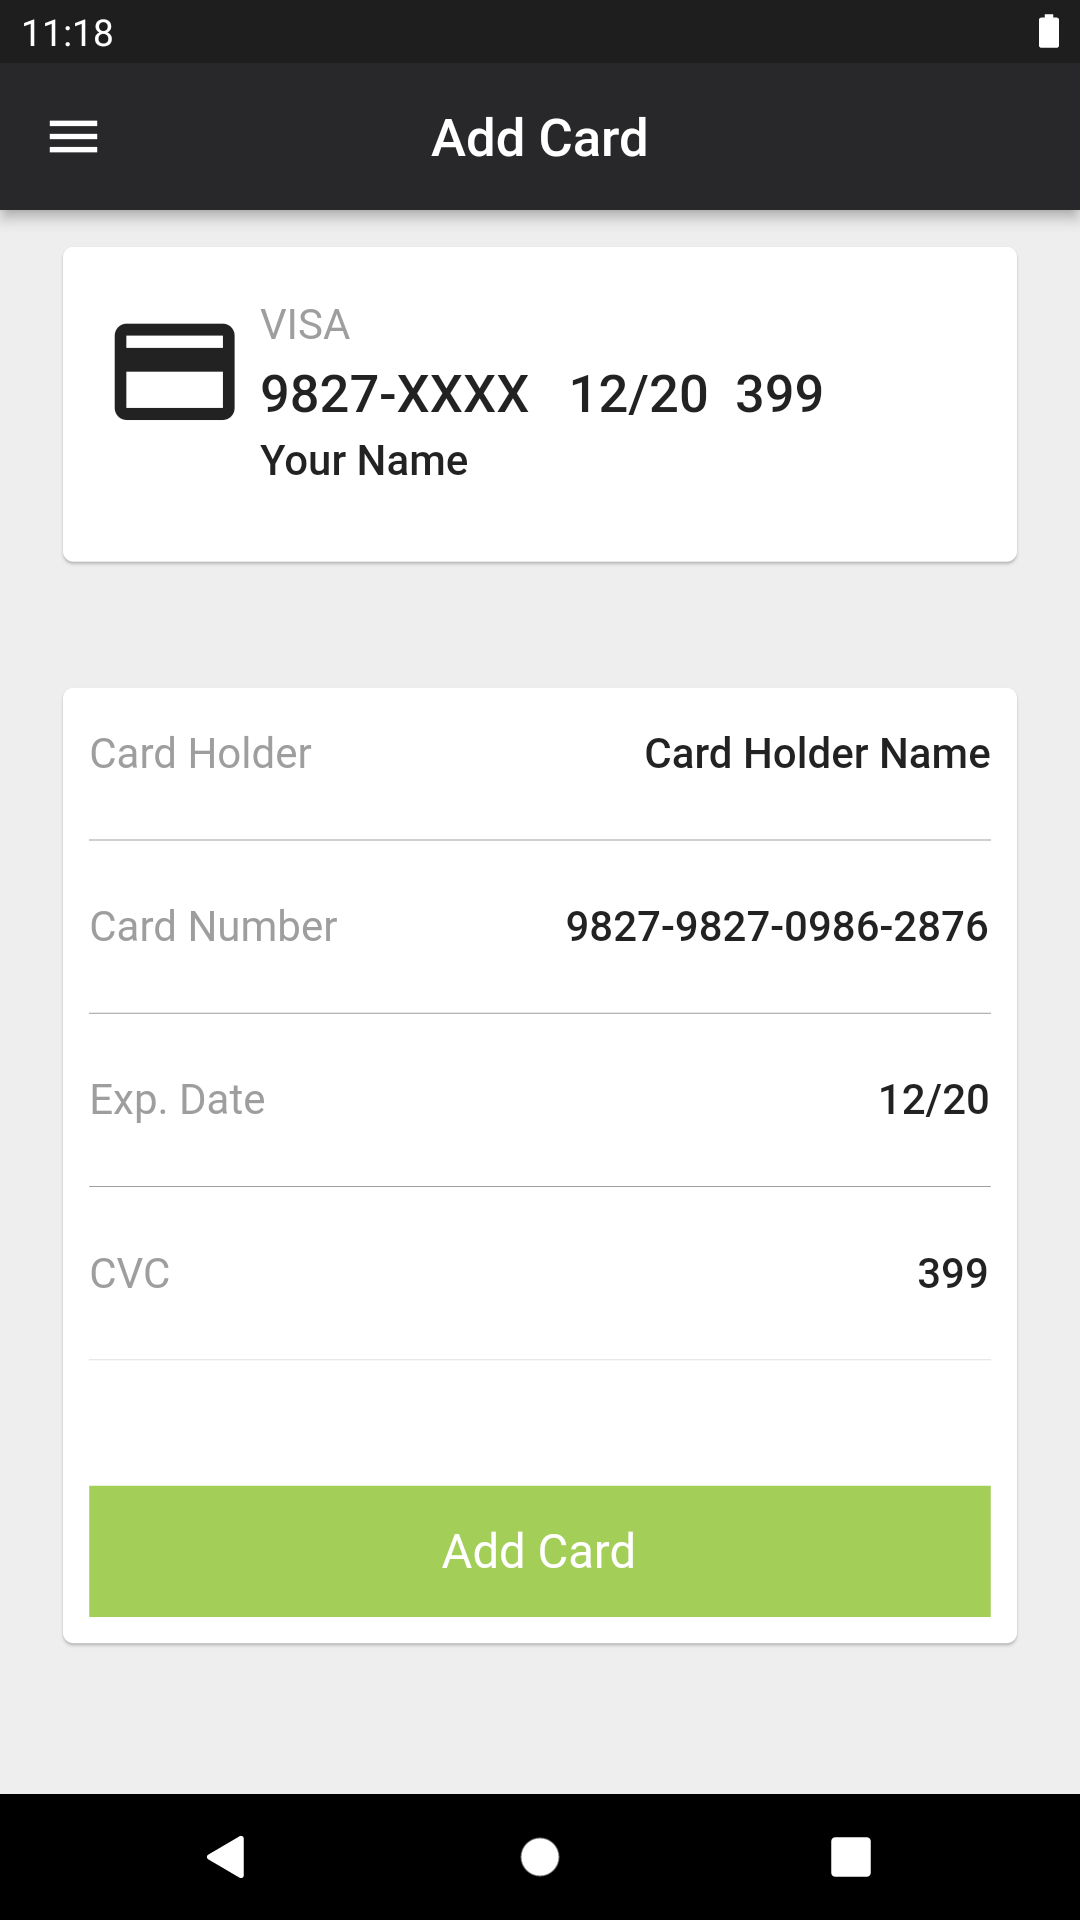 11:18
Add Card
VISA
9827-XXXX 12/20 399
Your Name
Card Holder Card Holder Name
Card Number 9827-9827-0986-2876
Exp. Date 12/20
CVC 399
Add Card